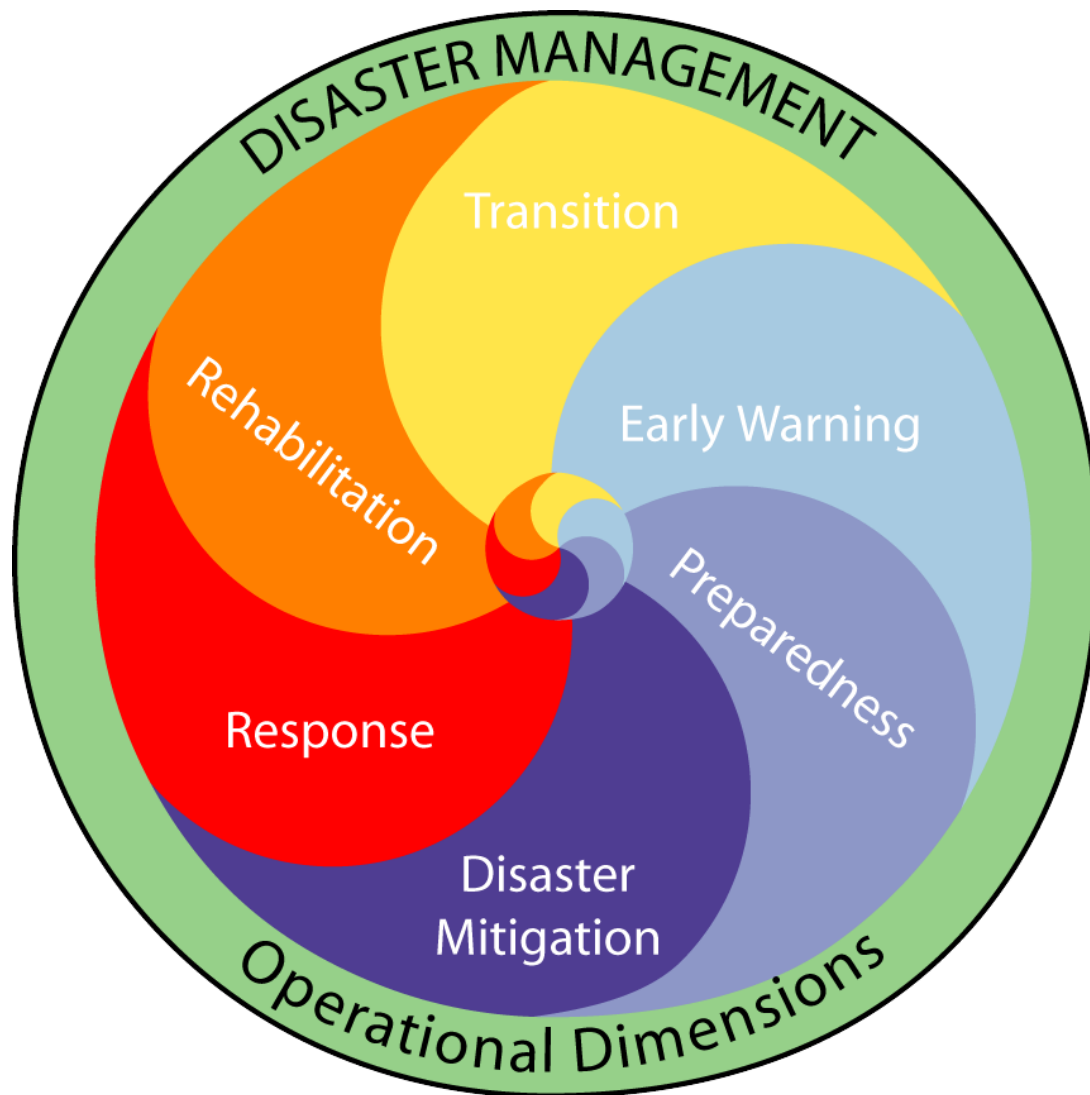 DISASTER MANAGEMENT
Transition
Early Warning
Rehabilitation
Preparedness
Response
Disaster
Mitigation
Operational Dimensions